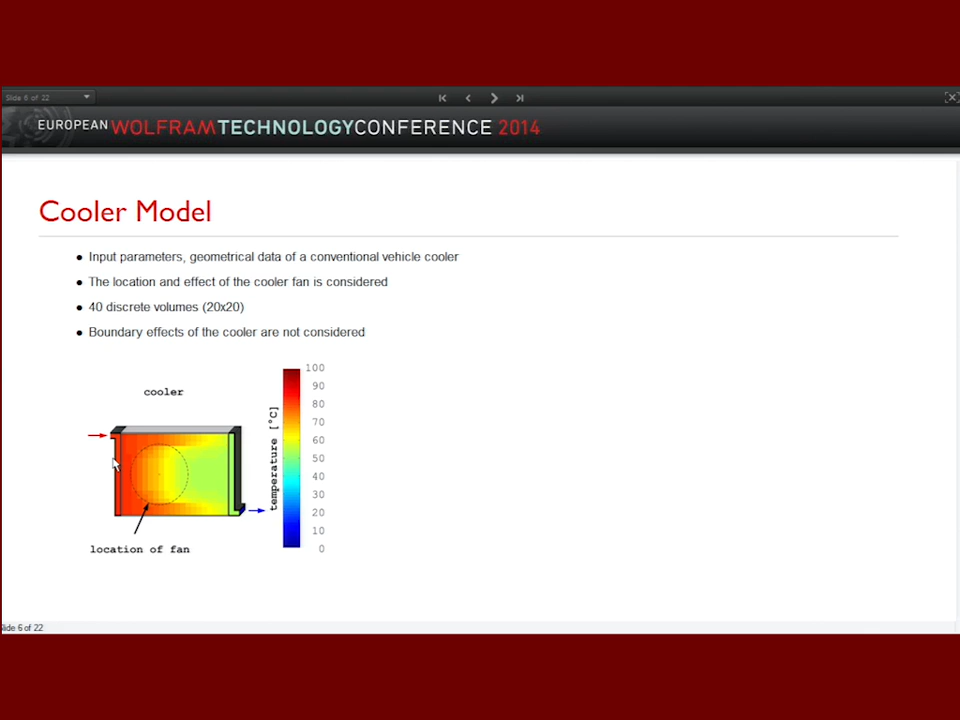 Slide 6 of 22
EUROPEAN WOLFRAMTECHNOLOGYCONFERENCE 2014
Cooler Model
• Input parameters, geometrical data of a conventional vehicle cooler
• The location and effect of the cooler fan is considered
• 40 discrete volumes (20x20)
• Boundary effects of the cooler are not considered
cooler
location of fan
temperature [°C]
100
90
80
70
60
50
40
30
20
10
0
Slide 6 of 22